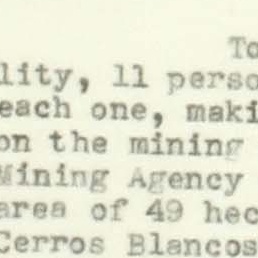 To
lity, 11 perso
each one, maki
on the mining
Mining Agency
area of 49 hec
Cerros Blancos